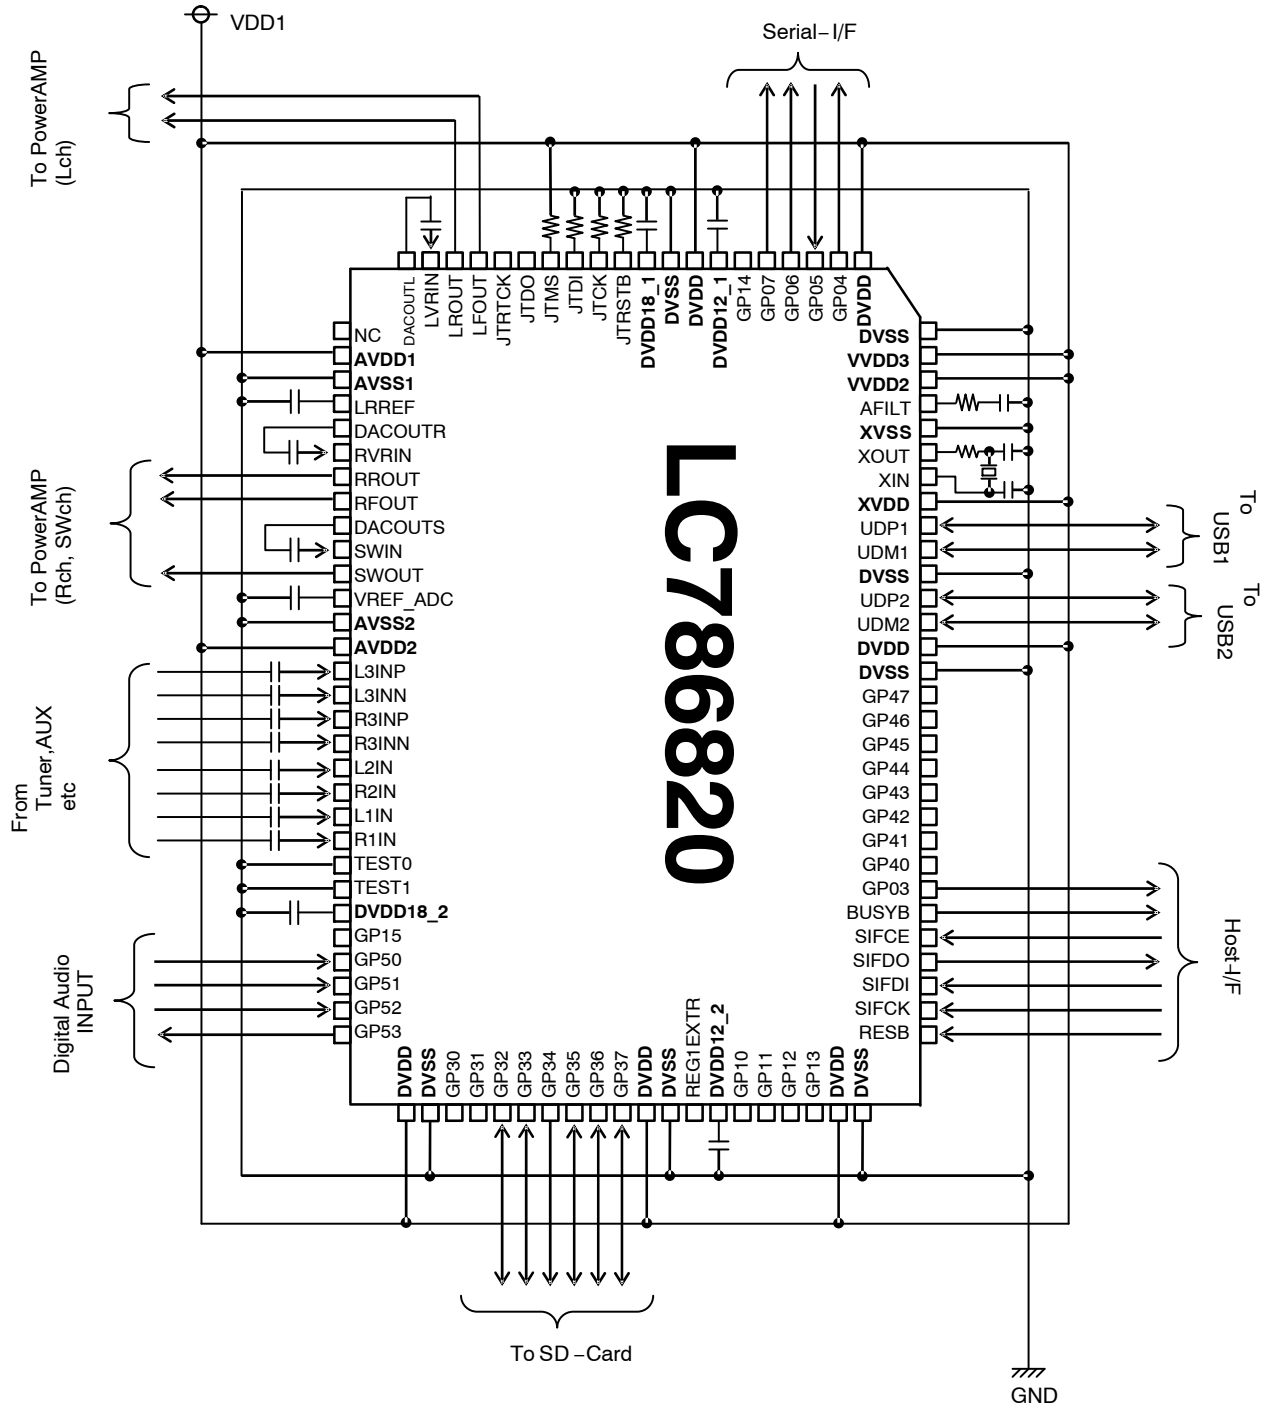 VDD1
Serial-I/F
To PowerAMP
(Lch)
DACOUTL
LVRIN
LROUT
LFOUT
JTRTCK
JTDO
JTMS
JTDI
JTCK
JTRSTB
DVDD18_1
DVSS
DVDD
DVDD12_1
GP14
GP07
GP06
GP05
GP04
DVDD
NC
AVDD1
AVSS1
LRREF
DACOUTR
RVRIN
RROUT
RFOUT
DACOUTS
SWIN
SWOUT
VREF_ADC
AVSS2
AVDD2
L3INP
L3INN
R3INP
R3INN
L2IN
R2IN
L1IN
R1IN
TEST0
TEST1
DVDD18_2
GP15
GP50
GP51
GP52
GP53
To PowerAMP
(Rch, SWch)
From
Tuner,AUX
etc
Digital Audio
INPUT
LC786820
DVSS
VVDD3
VVDD2
AFILT
XVSS
XOUT
XIN
XVDD
UDP1
UDM1
DVSS
UDP2
UDM2
DVDD
DVSS
GP47
GP46
GP45
GP44
GP43
GP42
GP41
GP40
GP03
BUSYB
SIFCE
SIFDO
SIFDI
SIFCK
RESB
To
USB1
To
USB2
Host-I/F
DVDD
DVSS
GP30
GP31
GP32
GP33
GP34
GP35
GP36
GP37
DVDD
DVSS
REG1EXTR
DVDD12_2
GP10
GP11
GP12
GP13
DVDD
DVSS
To SD -Card
GND